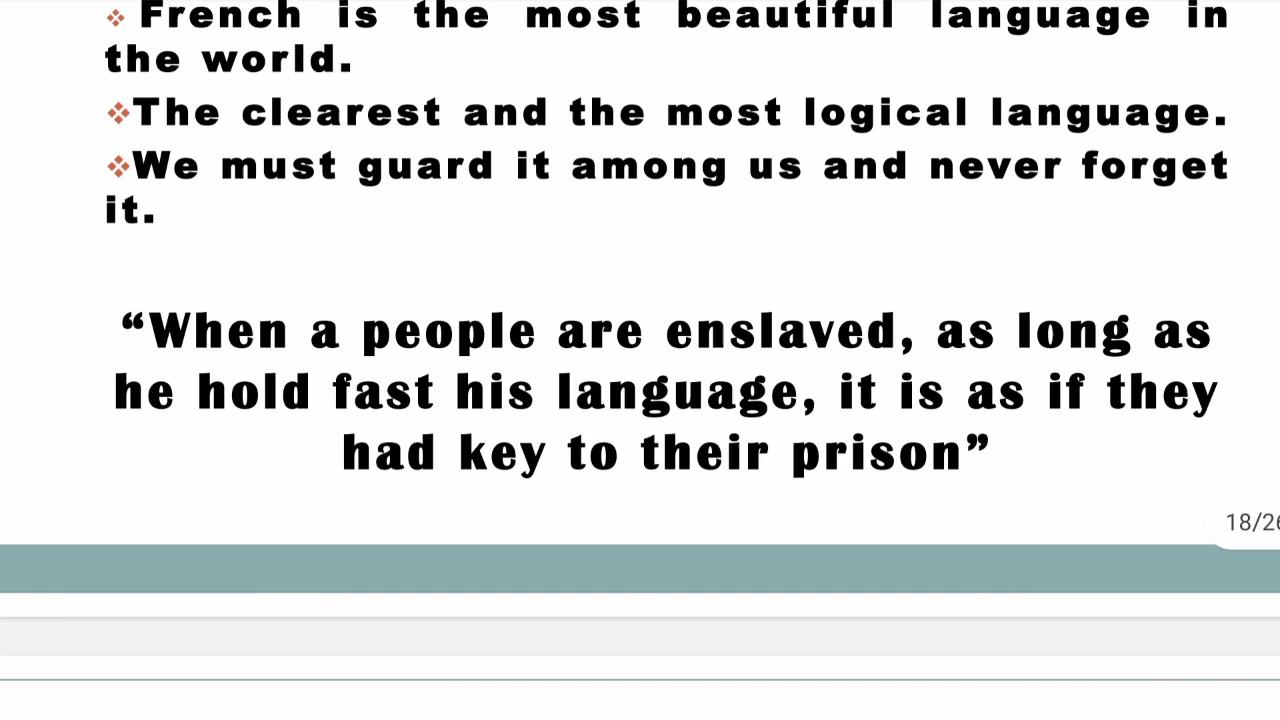 ❖ French is the most beautiful language in
the world.
❖The clearest and the most logical language.
❖We must guard it among us and never forget
it.
“When a people are enslaved, as long as
he hold fast his language, it is as if they
had key to their prison”
18/26